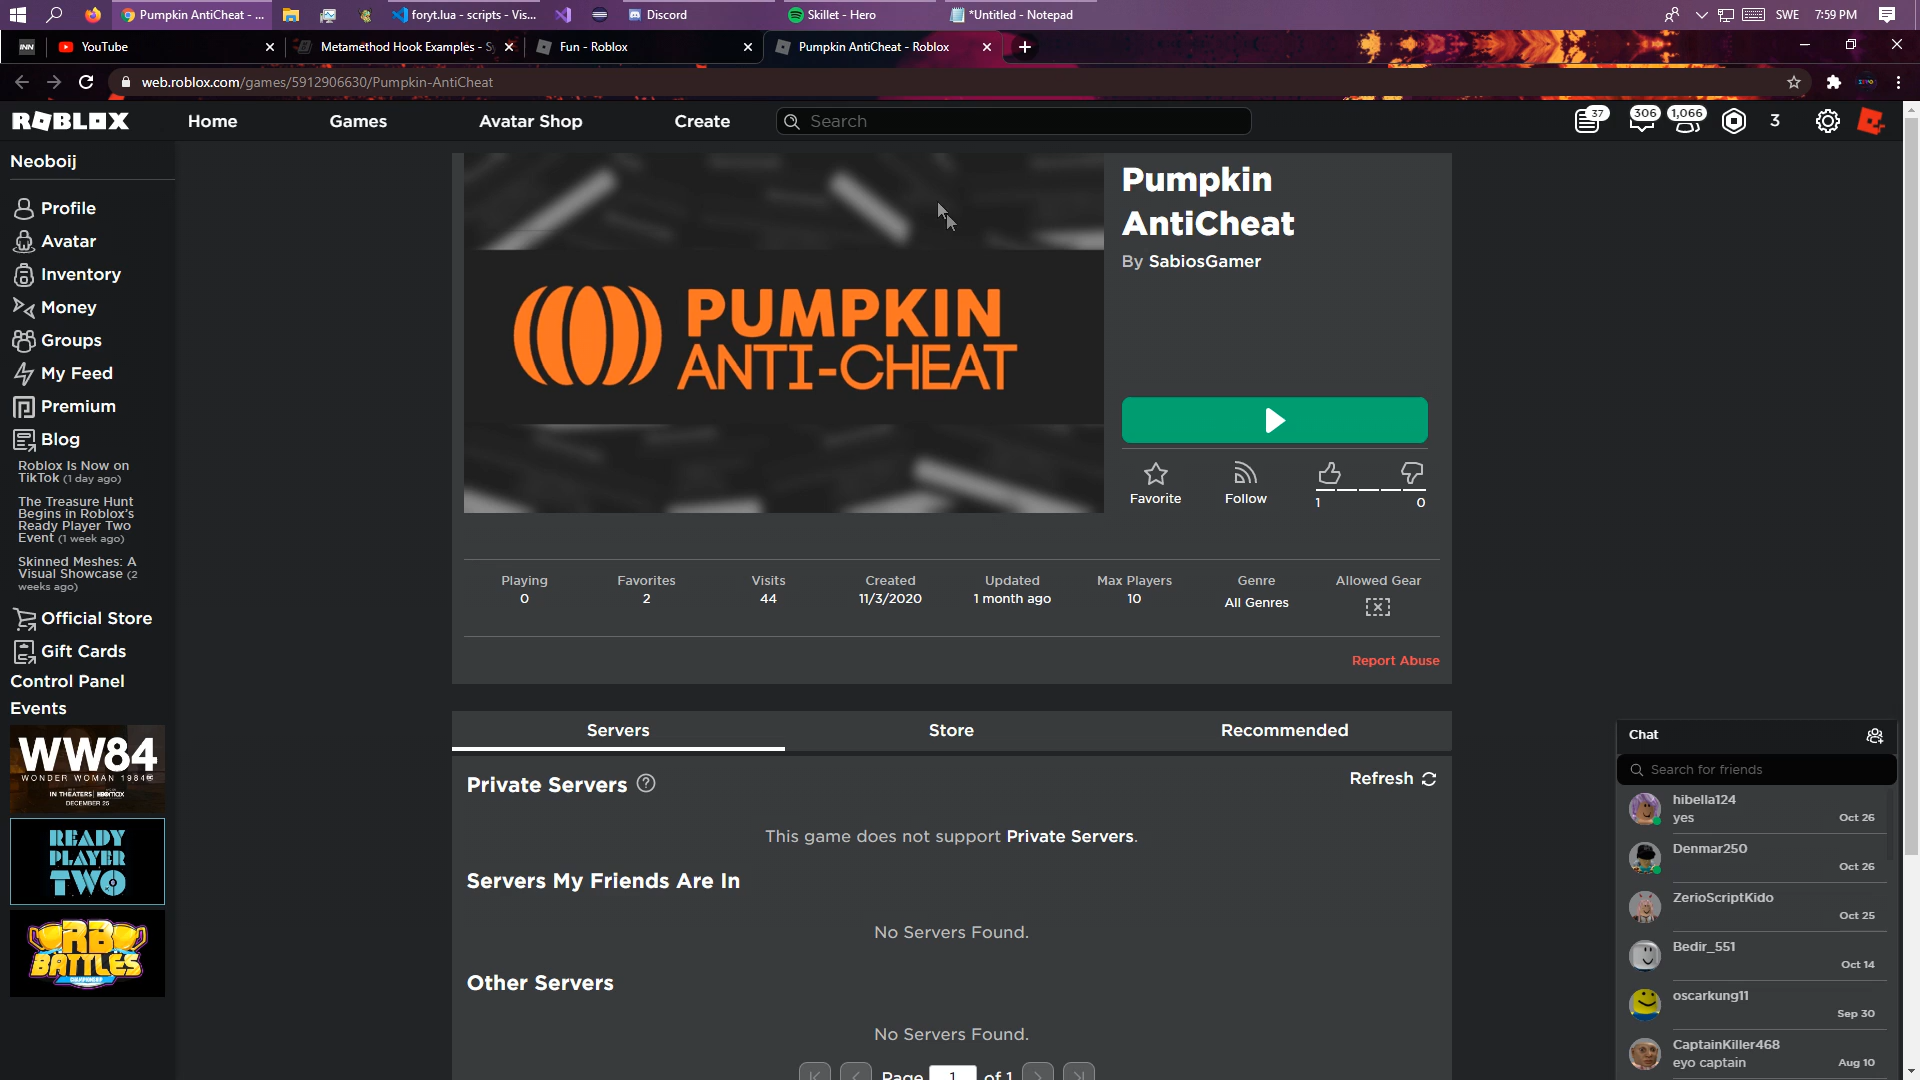 Pumpkin AntiCheat - ...
foryt.lua - scripts - Vis...
Discord
Skillet - Hero
*Untitled - Notepad
SWE
7:59 PM
INN
YouTube
Metamethod Hook Examples - Sy
Fun - Roblox
Pumpkin AntiCheat - Roblox
web.roblox.com/games/5912906630/Pumpkin-AntiCheat
ROBLOX
Home
Games
Avatar Shop
Create
Search
37
306
1,066
3
Neoboij
Profile
Avatar
Inventory
Money
Groups
My Feed
Premium
Blog
Roblox Is Now on
TikTok (1 day ago)
The Treasure Hunt
Begins in Roblox's
Ready Player Two
Event (1 week ago)
Skinned Meshes: A
Visual Showcase (2
weeks ago)
Official Store
Gift Cards
Control Panel
Events
WW84
WONDER WOMAN 1984
IN THEATERS | HBOMAX
DECEMBER 25
READY
PLAYER
TWO
RB
BATTLES
PUMPKIN
ANTI-CHEAT
Pumpkin
AntiCheat
By SabiosGamer
Favorite
Follow
1
0
Playing
0
Favorites
2
Visits
44
Created
11/3/2020
Updated
1 month ago
Max Players
10
Genre
All Genres
Allowed Gear
Report Abuse
Servers
Store
Recommended
Private Servers
Refresh
This game does not support Private Servers.
Servers My Friends Are In
No Servers Found.
Other Servers
No Servers Found.
Page 1 of 1
Chat
Search for friends
hibella124
yes
Oct 26
Denmar250
Oct 26
ZerioScriptKido
Oct 25
Bedir_551
Oct 14
oscarkung11
Sep 30
CaptainKiller468
eyo captain
Aug 10